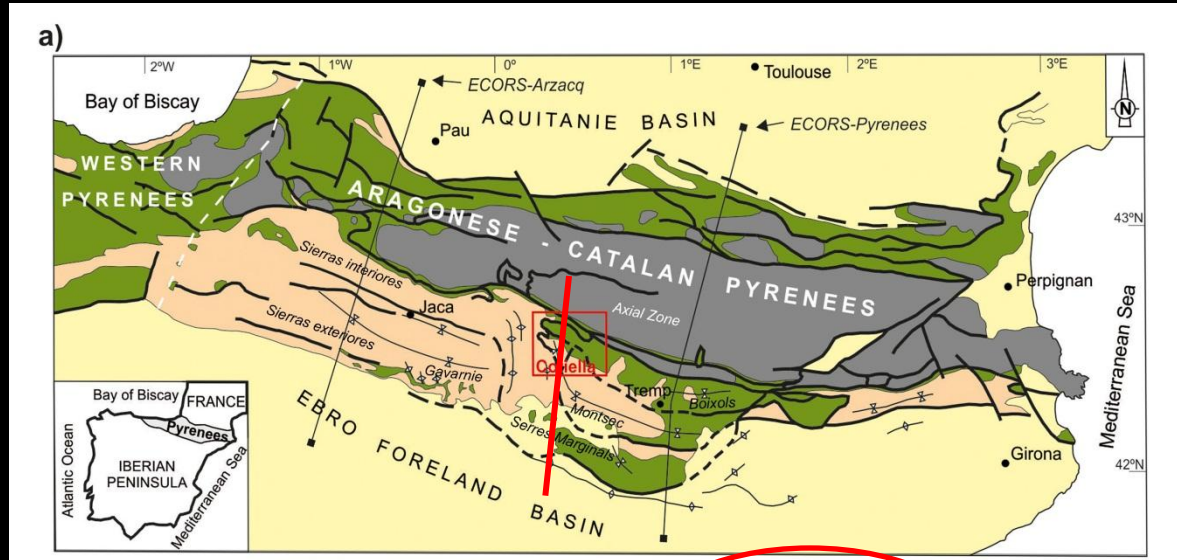 a)
2ºW
1ºW
0º
1ºE
2ºE
3ºE
Toulouse
Bay of Biscay
ECORS-Arzacq
N
AQUITANIE BASIN
ECORS-Pyrenees
Pau
WESTERN
PYRENEES
ARAGONESE - CATALAN PYRENEES
43ºN
Sierras interiores
Perpignan
Jaca
Axial Zone
Sierras exteriores
Gavarnie
Tremp
Boixols
Montsec
Serres Marginals
Mediterranean Sea
Bay of Biscay
FRANCE
Pyrenees
IBERIAN
PENINSULA
Atlantic Ocean
Mediterranean Sea
EBRO FORELAND BASIN
Girona
42ºN